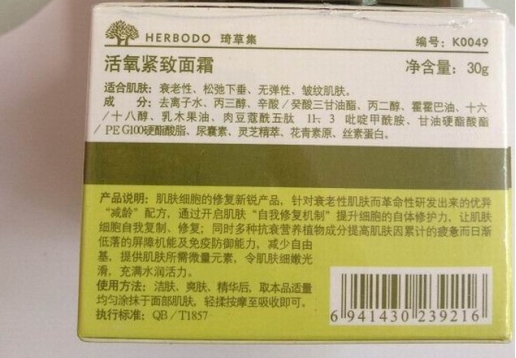 HERBODO 琦草集
编号：K0049
活氧紧致面霜
净含量：30g
适合肌肤：衰老性、松弛下垂、无弹性、皱纹肌肤。
成 分：去离子水、丙三醇、辛酸/癸酸三甘油酯、丙二醇、霍霍巴油、十六
/十八醇、乳木果油、肉豆蔻酰五肽 11、3 吡啶甲酰胺、甘油硬酯酸酯
/PEG100硬酯酸脂、尿囊素、灵芝精萃、花青素原、丝素蛋白。
产品说明：肌肤细胞的修复新锐产品，针对衰老性肌肤而革命性研发出来的优异
“减龄”配方，通过开启肌肤“自我修复机制”提升细胞的自体修护力，让肌肤
细胞自我复制、修复；同时多种抗衰营养植物成分提高肌肤因累计的疲惫而日渐
低落的屏障机能及免疫防御能力，减少自由
基，提供肌肤所需微量元素，令肌肤细嫩光
滑，充满水润活力。
使用方法：洁肤、爽肤、精华后，取本品适量
均匀涂抹于面部肌肤，轻揉按摩至吸收即可。
执行标准：QB/T1857
6 941430 239216